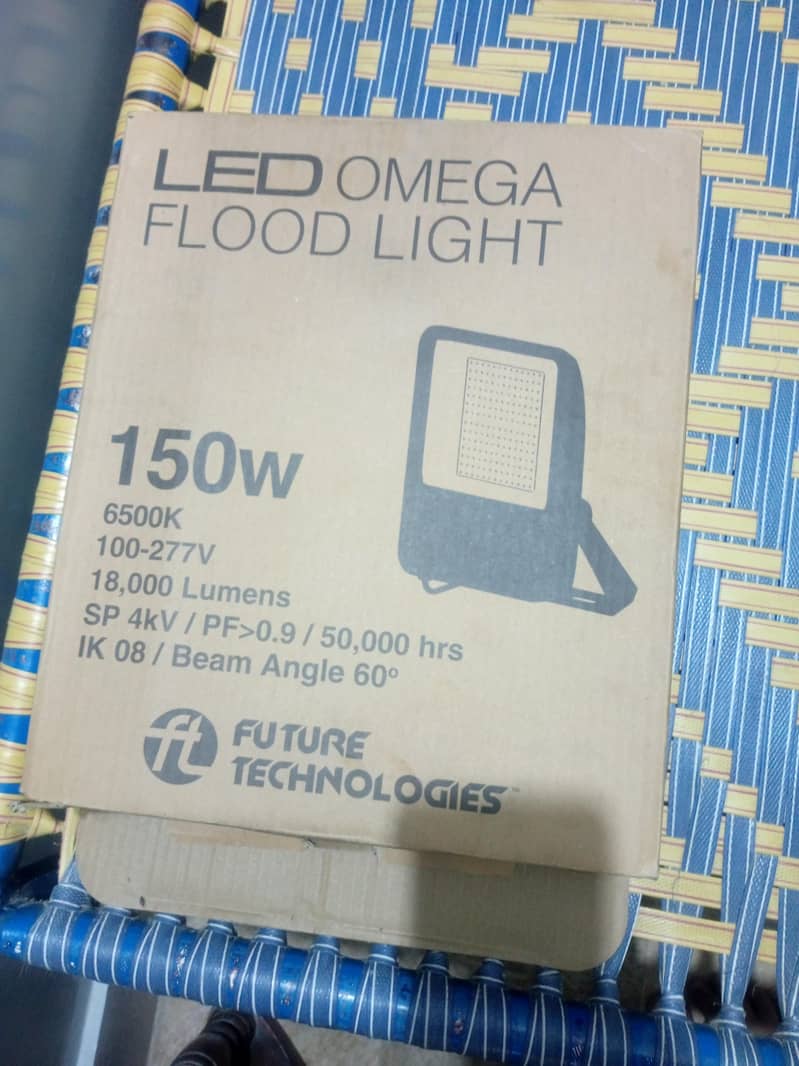 LED OMEGA
FLOOD LIGHT
150W
6500K
100-277V
18,000 Lumens
SP 4kV / PF>0.9 / 50,000 hrs
IK 08 / Beam Angle 60°
ft FUTURE
TECHNOLOGIES™